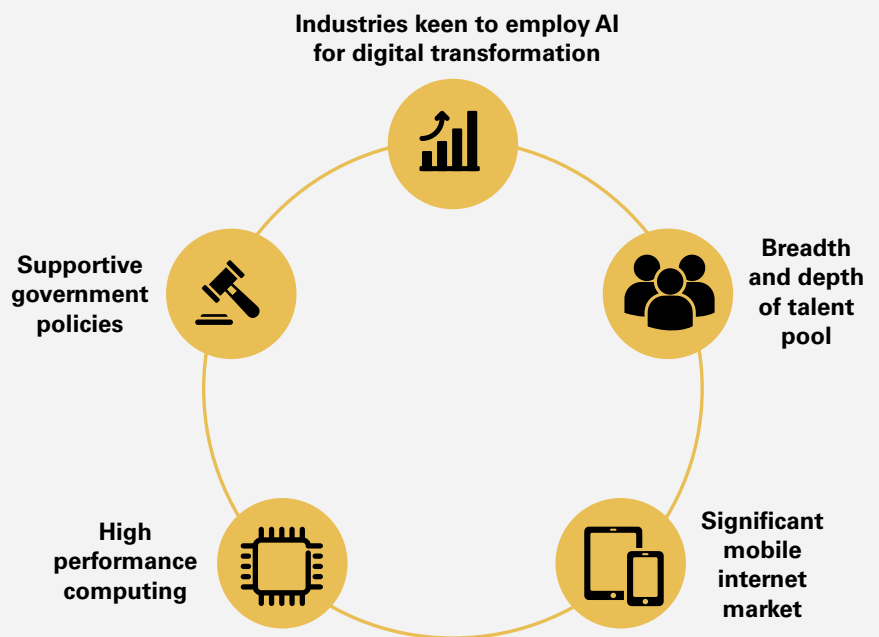 Industries keen to employ AI
for digital transformation
Breadth
and depth
of talent
pool
Significant
mobile
internet
market
High
performance
computing
Supportive
government
policies